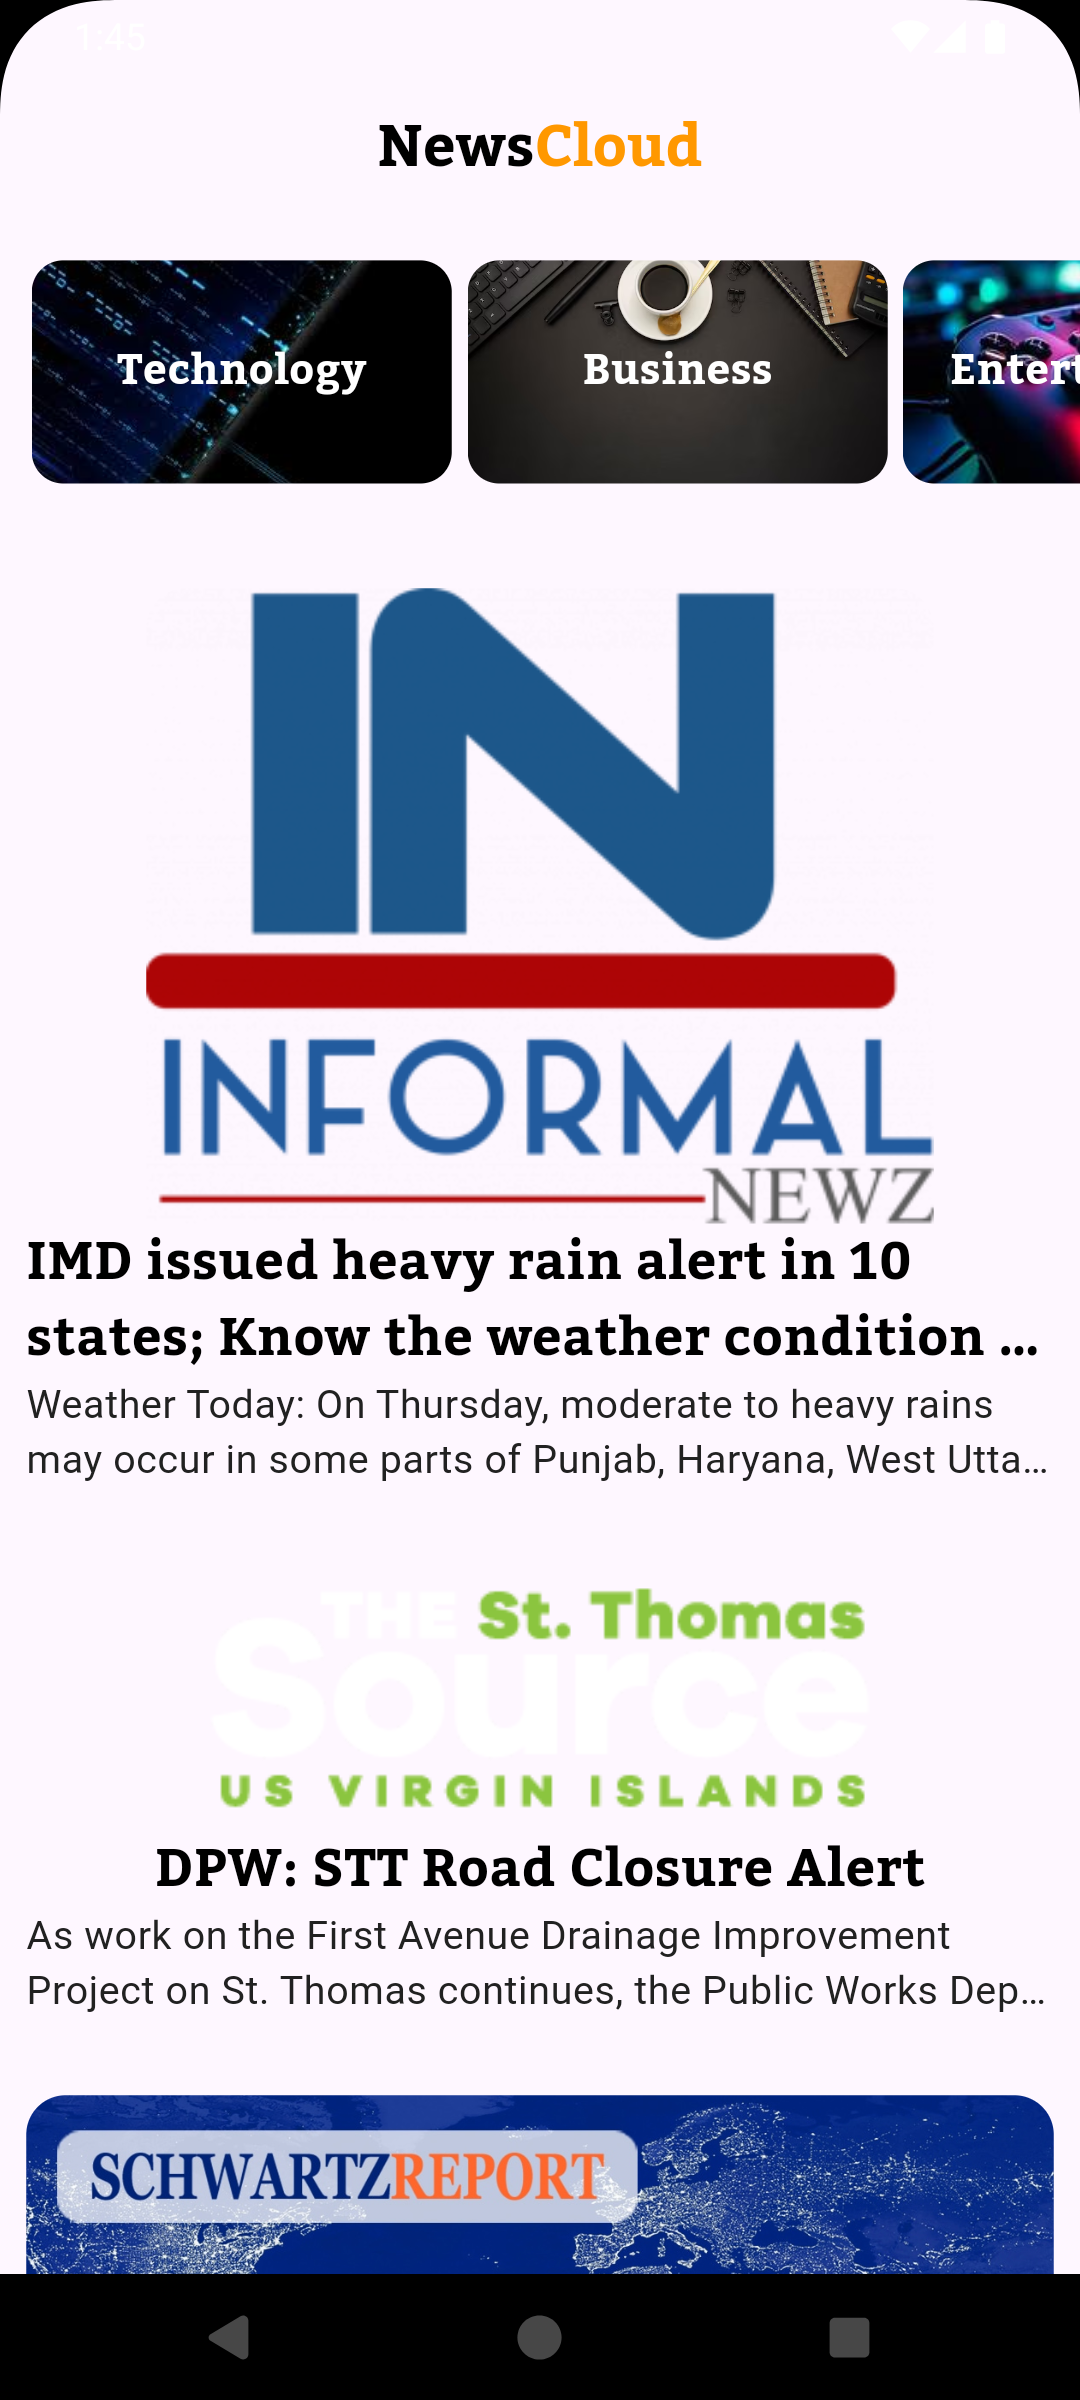 1:45
NewsCloud
Technology
Business
Entert
IN
INFORMAL
NEWZ
IMD issued heavy rain alert in 10
states; Know the weather condition ...
Weather Today: On Thursday, moderate to heavy rains
may occur in some parts of Punjab, Haryana, West Utta...
THE St. Thomas
Source
US VIRGIN ISLANDS
DPW: STT Road Closure Alert
As work on the First Avenue Drainage Improvement
Project on St. Thomas continues, the Public Works Dep...
SCHWARTZREPORT